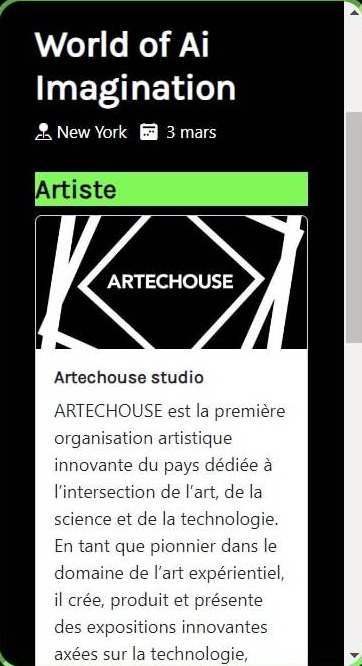 World of Ai
Imagination
New York 3 mars
Artiste
ARTECHOUSE
Artechouse studio
ARTECHOUSE est la première
organisation artistique
innovante du pays dédiée à
l’intersection de l’art, de la
science et de la technologie.
En tant que pionnier dans le
domaine de l’art expérientiel,
il crée, produit et présente
des expositions innovantes
axées sur la technologie,